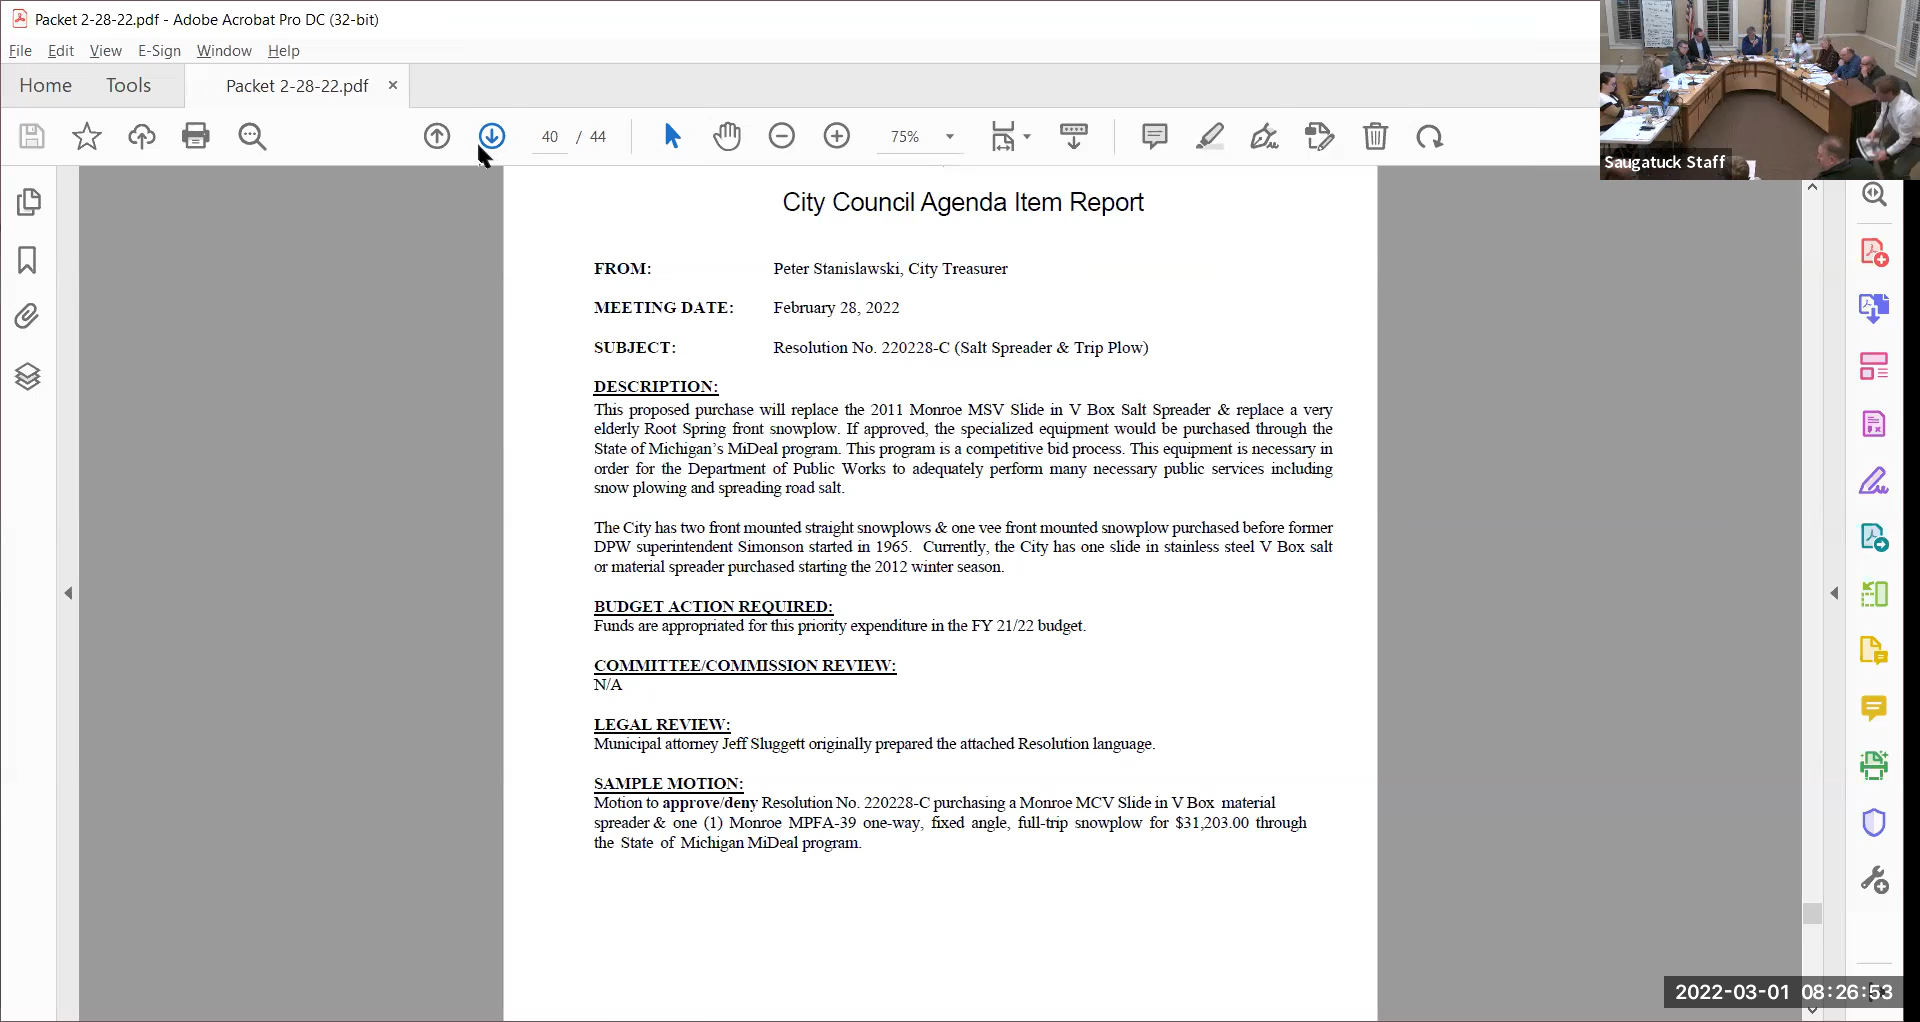 Packet 2-28-22.pdf - Adobe Acrobat Pro DC (32-bit)
File Edit View E-Sign Window Help
Home Tools Packet 2-28-22.pdf ×
40 / 44 75%
Saugatuck Staff
City Council Agenda Item Report
FROM: Peter Stanislawski, City Treasurer
MEETING DATE: February 28, 2022
SUBJECT: Resolution No. 220228-C (Salt Spreader & Trip Plow)
DESCRIPTION:
This proposed purchase will replace the 2011 Monroe MSV Slide in V Box Salt Spreader & replace a very
elderly Root Spring front snowplow. If approved, the specialized equipment would be purchased through the
State of Michigan's MiDeal program. This program is a competitive bid process. This equipment is necessary in
order for the Department of Public Works to adequately perform many necessary public services including
snow plowing and spreading road salt.
The City has two front mounted straight snowplows & one vee front mounted snowplow purchased before former
DPW superintendent Simonson started in 1965. Currently, the City has one slide in stainless steel V Box salt
or material spreader purchased starting the 2012 winter season.
BUDGET ACTION REQUIRED:
Funds are appropriated for this priority expenditure in the FY 21/22 budget.
COMMITTEE/COMMISSION REVIEW:
N/A
LEGAL REVIEW:
Municipal attorney Jeff Sluggett originally prepared the attached Resolution language.
SAMPLE MOTION:
Motion to approve/deny Resolution No. 220228-C purchasing a Monroe MCV Slide in V Box material
spreader & one (1) Monroe MPFA-39 one-way, fixed angle, full-trip snowplow for $31,203.00 through
the State of Michigan MiDeal program.
2022-03-01 08:26:53